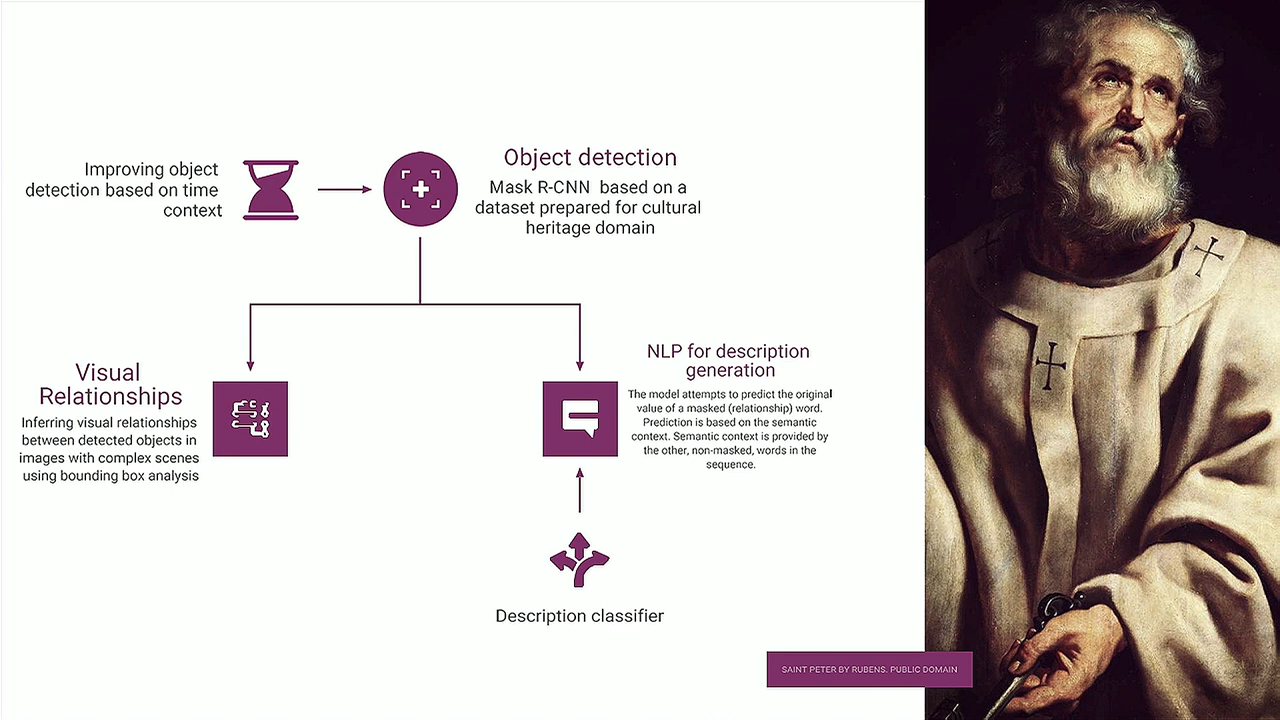 Improving object
detection based on time
context
Object detection
Mask R-CNN based on a
dataset prepared for cultural
heritage domain
Visual
Relationships
Inferring visual relationships
between detected objects in
images with complex scenes
using bounding box analysis
NLP for description
generation
The model attempts to predict the original
value of a masked (relationship) word.
Prediction is based on the semantic
context. Semantic context is provided by
the other, non-masked, words in the
sequence.
Description classifier
SAINT PETER BY RUBENS. PUBLIC DOMAIN